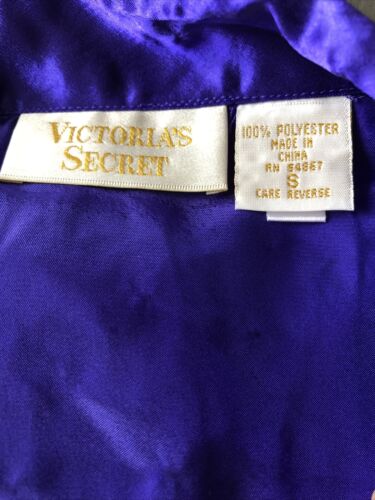 VICTORIA'S
SECRET
100% POLYESTER
MADE IN
CHINA
RN 54867
S
CARE REVERSE